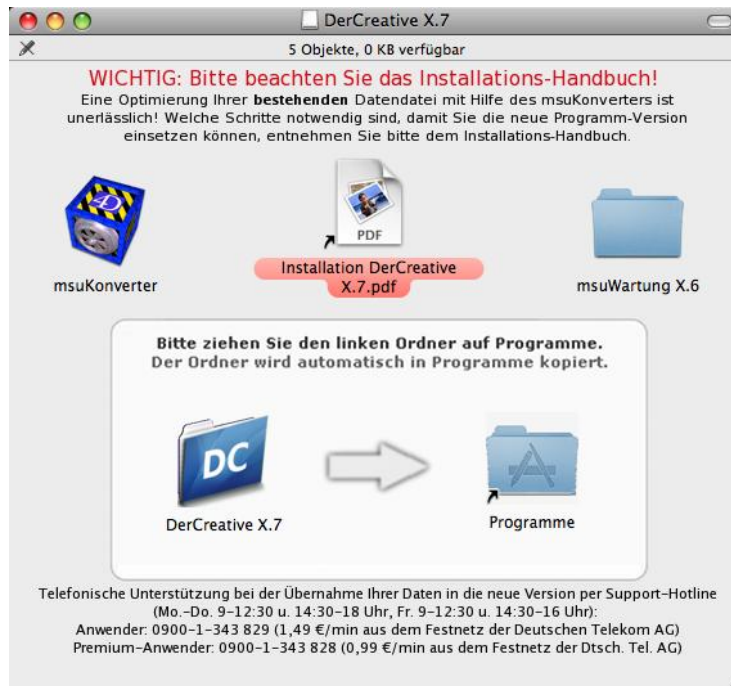 DerCreative X.7
5 Objekte, 0 KB verfügbar
WICHTIG: Bitte beachten Sie das Installations-Handbuch!
Eine Optimierung Ihrer bestehenden Datendatei mit Hilfe des msuKonverters ist
unerlässlich! Welche Schritte notwendig sind, damit Sie die neue Programm-Version
einsetzen können, entnehmen Sie bitte dem Installations-Handbuch.
4D
PDF
msuKonverter
Installation DerCreative
X.7.pdf
msuWartung X.6
Bitte ziehen Sie den linken Ordner auf Programme.
Der Ordner wird automatisch in Programme kopiert.
DC
DerCreative X.7
Programme
Telefonische Unterstützung bei der Übernahme Ihrer Daten in die neue Version per Support-Hotline
(Mo.-Do. 9-12:30 u. 14:30-18 Uhr, Fr. 9-12:30 u. 14:30-16 Uhr):
Anwender: 0900-1-343 829 (1,49 €/min aus dem Festnetz der Deutschen Telekom AG)
Premium-Anwender: 0900-1-343 828 (0,99 €/min aus dem Festnetz der Dtsch. Tel. AG)